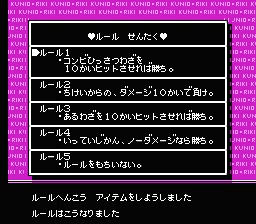 ♥ルール せんたく♥
ルール1
・コンビひっさつわざを
10かいヒットさせれば勝ち。
ルール2
・ちけいからの、ダメージ10かいで負け。
ルール3
・あるわざを10かいヒットさせれば勝ち。
ルール4
・いっていじかん、ノーダメージなら勝ち。
ルール5
・ルールをもちいない。
ルールへんこう アイテムをしようしました
ルールはこうなりました